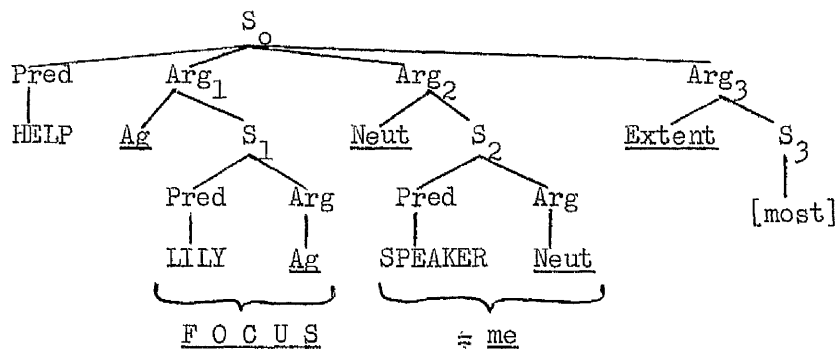 S0
Pred Arg1 Arg2 Arg3
HELP Ag S1 Neut S2 Extent S3
Pred Arg Pred Arg [most]
LILY Ag SPEAKER Neut
F O C U S = me